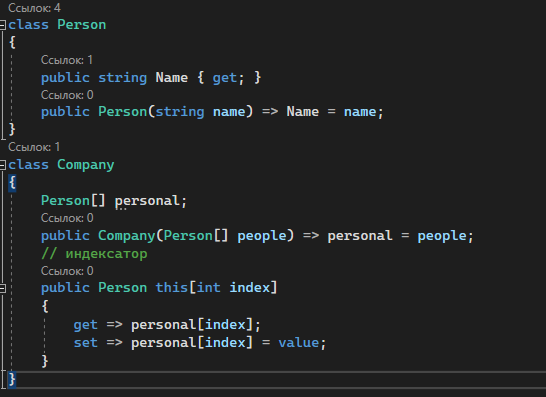 Ссылок: 4
class Person
{
Ссылок: 1
public string Name { get; }
Ссылок: 0
public Person(string name) => Name = name;
}
Ссылок: 1
class Company
{
Person[] personal;
Ссылок: 0
public Company(Person[] people) => personal = people;
// индексатор
Ссылок: 0
public Person this[int index]
{
get => personal[index];
set => personal[index] = value;
}
}